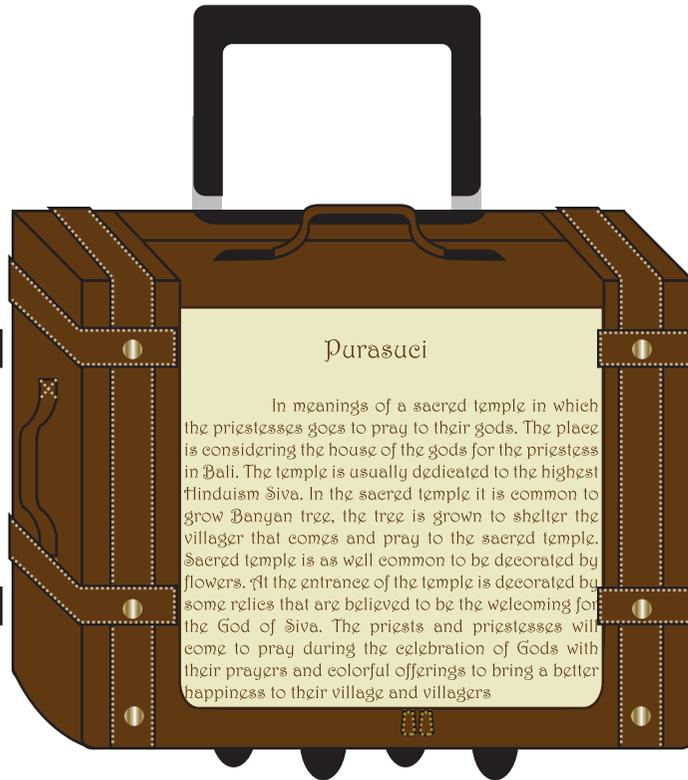 Purasuci
In meanings of a sacred temple in which
the priestesses goes to pray to their gods. The place
is considering the house of the gods for the priestess
in Bali. The temple is usually dedicated to the highest
Hinduism Siva. In the sacred temple it is common to
grow Banyan tree, the tree is grown to shelter the
villager that comes and pray to the sacred temple.
Sacred temple is as well common to be decorated by
flowers. At the entrance of the temple is decorated by
some relics that are believed to be the welcoming for
the God of Siva. The priests and priestesses will
come to pray during the celebration of Gods with
their prayers and colorful offerings to bring a better
happiness to their village and villagers